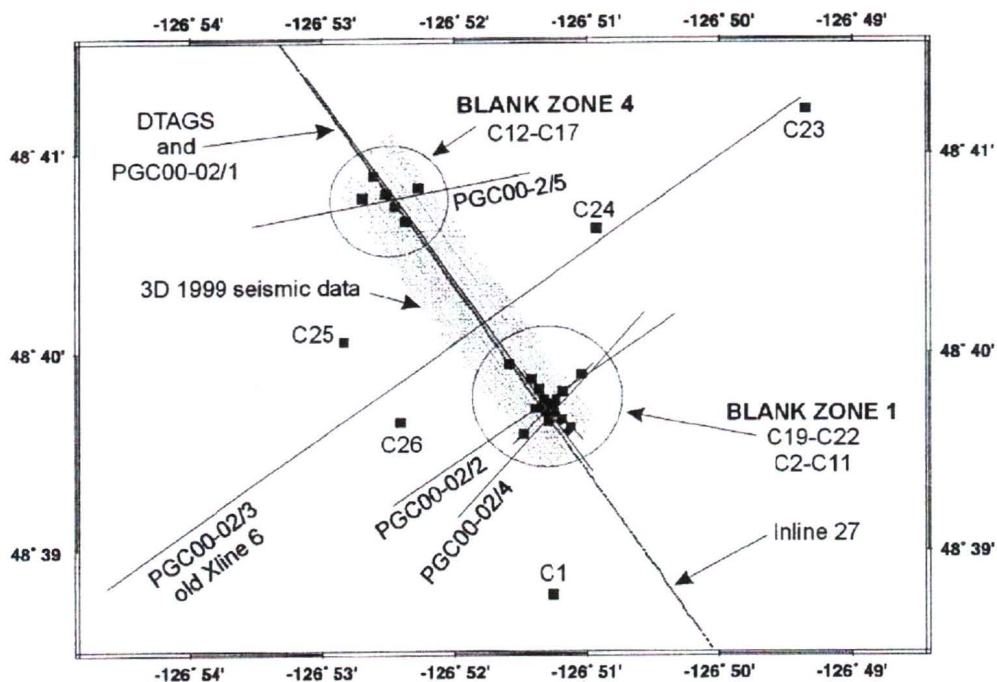 -126° 54' -126° 53' -126° 52' -126° 51' -126° 50' -126° 49'
BLANK ZONE 4
C12-C17
DTAGS
and
PGC00-02/1
C23
48° 41' 48° 41'
PGC00-2/5
C24
3D 1999 seismic data
C25
48° 40' 48° 40'
BLANK ZONE 1
C19-C22
C2-C11
C26
PGC00-02/2
PGC00-02/4
PGC00-02/3
old Xline 6
Inline 27
48° 39' 48° 39'
C1
-126° 54' -126° 53' -126° 52' -126° 51' -126° 50' -126° 49'